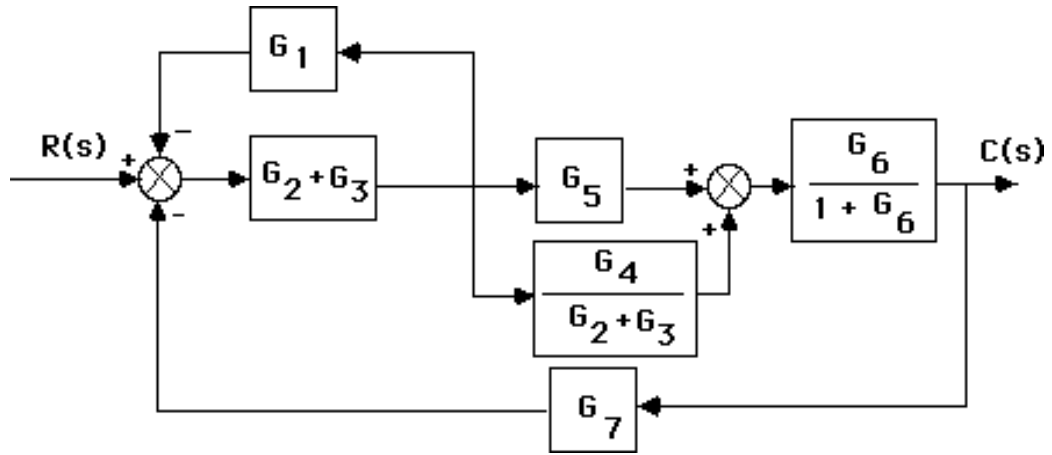 G1
−
R(s)
+
−
G2 + G3
G5
+
+
G6
1 + G6
C(s)
G4
G2 + G3
G7